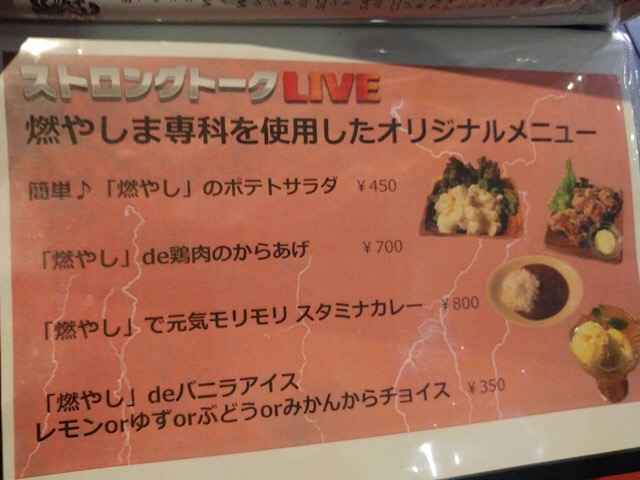 ストロングトークLIVE
燃やしま専科を使用したオリジナルメニュー
簡単♪「燃やし」のポテトサラダ ￥450
「燃やし」de鶏肉のからあげ ￥700
「燃やし」で元気モリモリ スタミナカレー ￥800
「燃やし」deバニラアイス
レモンorゆずorぶどうorみかんからチョイス ￥350